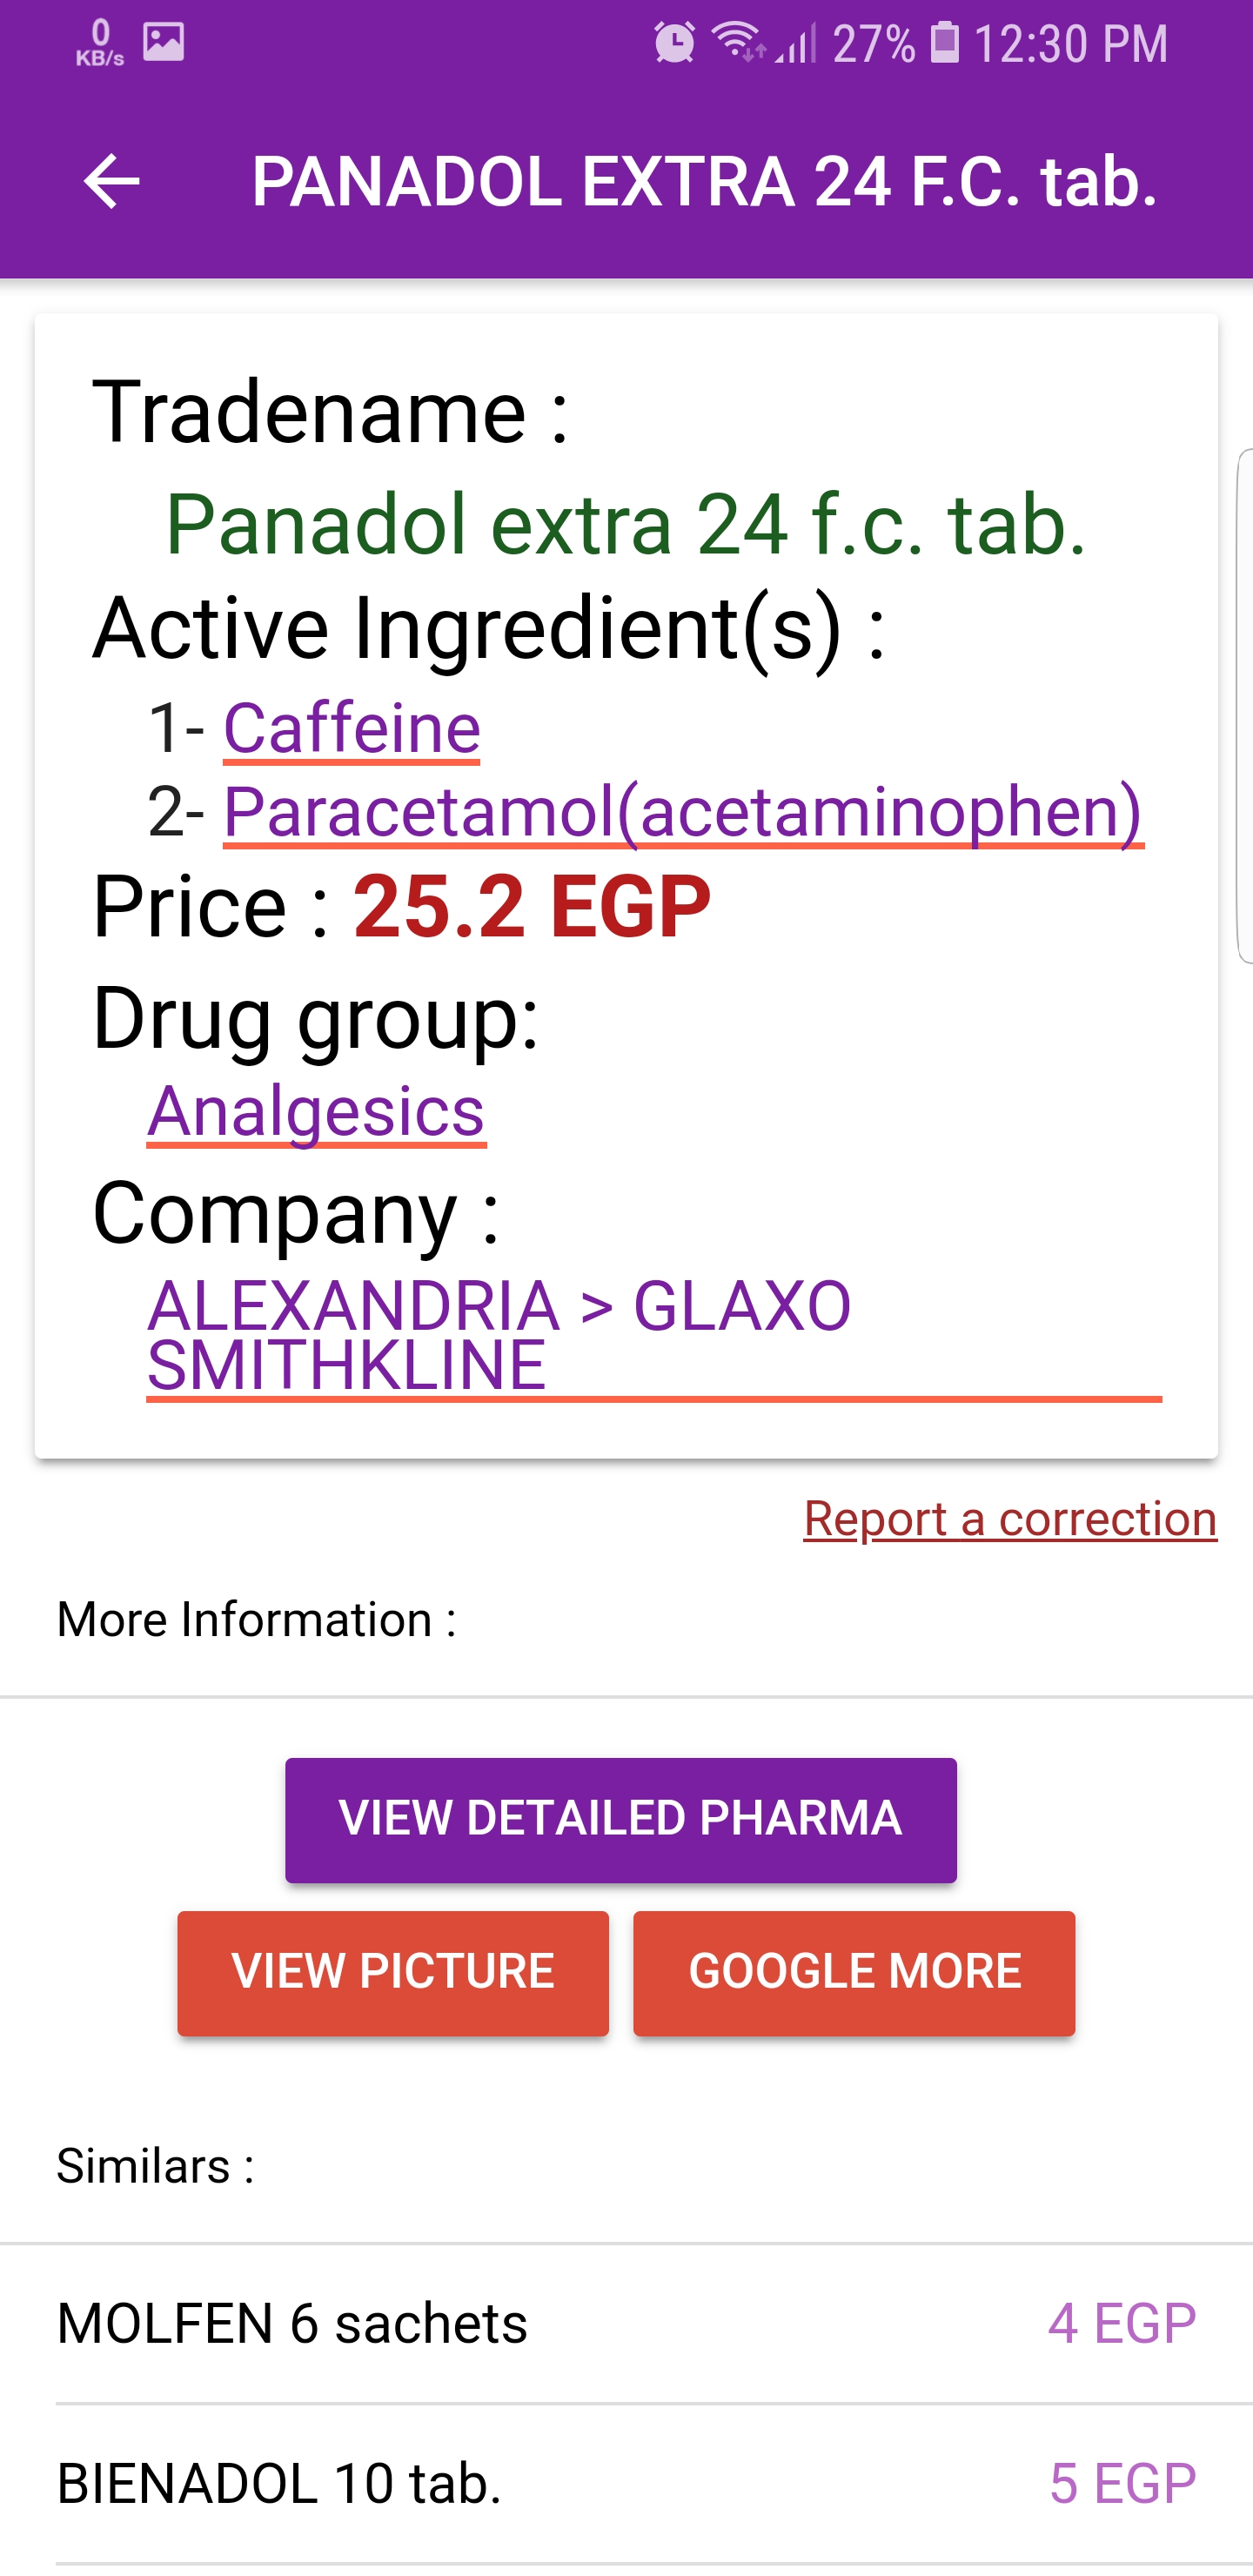 0
KB/s
27% 12:30 PM
PANADOL EXTRA 24 F.C. tab.
Tradename :
Panadol extra 24 f.c. tab.
Active Ingredient(s) :
1- Caffeine
2- Paracetamol(acetaminophen)
Price : 25.2 EGP
Drug group:
Analgesics
Company :
ALEXANDRIA > GLAXO
SMITHKLINE
Report a correction
More Information :
VIEW DETAILED PHARMA
VIEW PICTURE GOOGLE MORE
Similars :
MOLFEN 6 sachets 4 EGP
BIENADOL 10 tab. 5 EGP